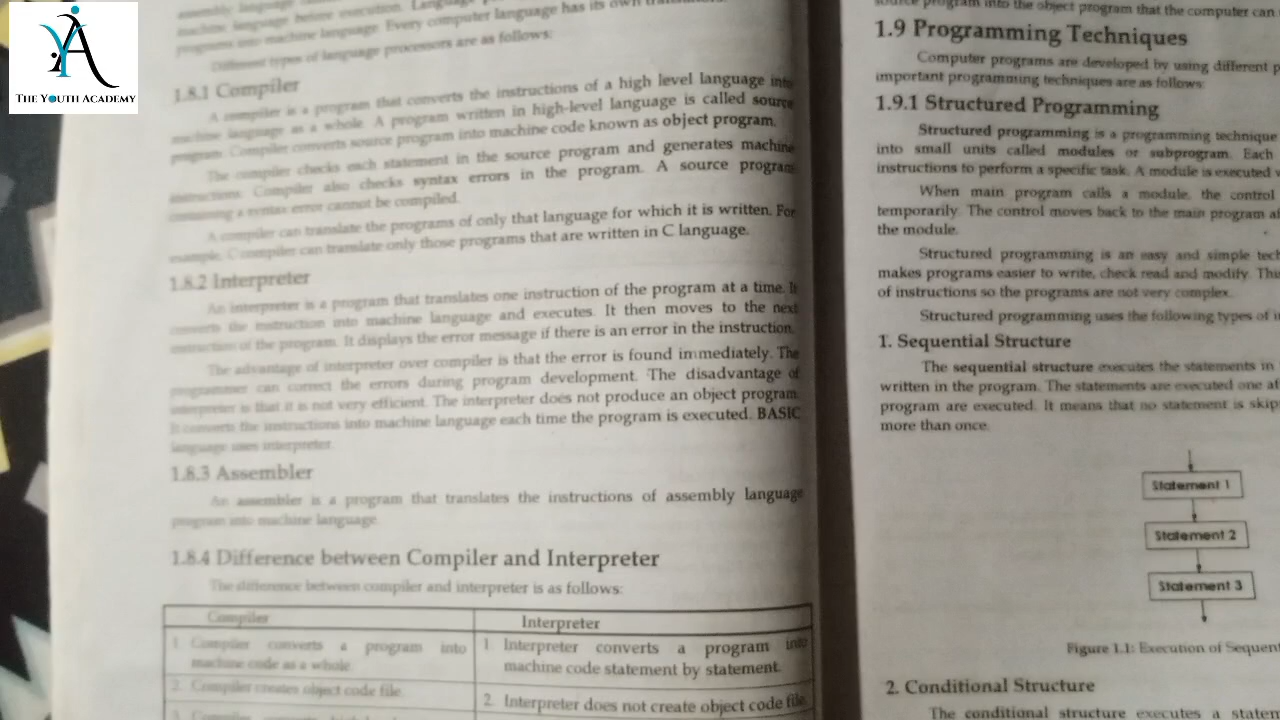 THE YOUTH ACADEMY
assembly language
machine language before execution.
programs into machine language. Every computer language has its own
Different types of language processors are as follows:
1.8.1 Compiler
A compiler is a program that converts the instructions of a high level language into
machine language as a whole. A program written in high-level language is called source
program. Compiler converts source program into machine code known as object program.
The compiler checks each statement in the source program and generates machine
instructions. Compiler also checks syntax errors in the program. A source program
containing a syntax error cannot be compiled.
A compiler can translate the programs of only that language for which it is written. For
example, C compiler can translate only those programs that are written in C language.
1.8.2 Interpreter
An interpreter is a program that translates one instruction of the program at a time. It
converts the instruction into machine language and executes. It then moves to the next
instruction of the program. It displays the error message if there is an error in the instruction.
The advantage of interpreter over compiler is that the error is found immediately. The
programmer can correct the errors during program development. The disadvantage of
interpreter is that it is not very efficient. The interpreter does not produce an object program.
It converts the instructions into machine language each time the program is executed. BASIC
language uses interpreter.
1.8.3 Assembler
An assembler is a program that translates the instructions of assembly language
program into machine language.
1.8.4 Difference between Compiler and Interpreter
The difference between compiler and interpreter is as follows:
Compiler
Interpreter
1. Compiler converts a program into
machine code as a whole.
1. Interpreter converts a program into
machine code statement by statement.
2. Compiler creates object code file.
2. Interpreter does not create object code file.
3. Compiler converts
source program into the object program that the computer can
1.9 Programming Techniques
Computer programs are developed by using different
important programming techniques are as follows:
1.9.1 Structured Programming
Structured programming is a programming technique
into small units called modules or subprogram. Each
instructions to perform a specific task. A module is executed
When main program calls a module, the control
temporarily. The control moves back to the main program
the module.
Structured programming is an easy and simple
makes programs easier to write, check read and modify.
of instructions so the programs are not very complex.
Structured programming uses the following types of
1. Sequential Structure
The sequential structure executes the statements in
written in the program. The statements are executed one
program are executed. It means that no statement is
more than once.
Statement 1
Statement 2
Statement 3
Figure 1.1: Execution of
2. Conditional Structure
The conditional structure executes a